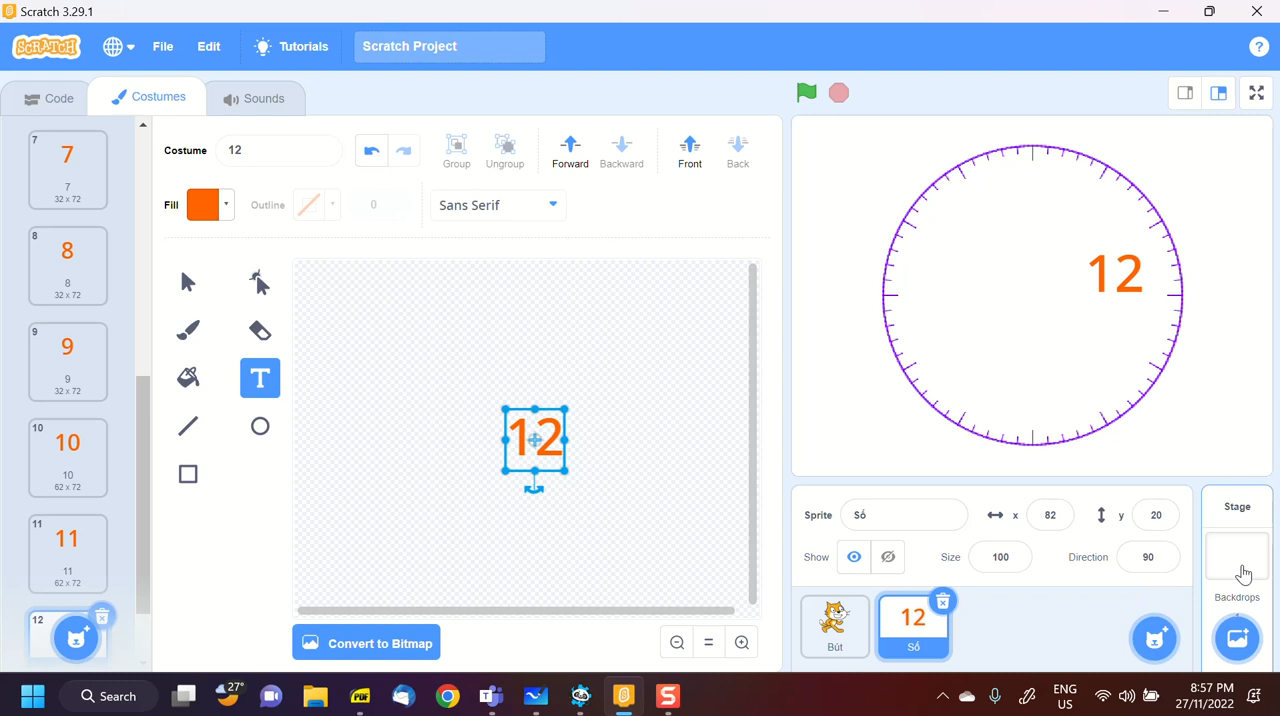 Scratch 3.29.1
SCRATCH
File
Edit
Tutorials
Scratch Project
?
Code
Costumes
Sounds
7
7
7
32 x 72
8
8
8
32 x 72
9
9
9
32 x 72
10
10
10
62 x 72
11
11
11
62 x 72
12
Costume
12
Group
Ungroup
Forward
Backward
Front
Back
Fill
Outline
0
Sans Serif
T
12
Convert to Bitmap
12
Sprite
Số
x
82
y
20
Show
Size
100
Direction
90
Bút
12
Số
Stage
Backdrops
27°
Search
PDF
ENG
US
8:57 PM
27/11/2022